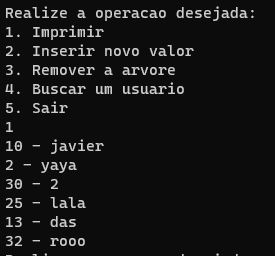 Realize a operacao desejada:
1. Imprimir
2. Inserir novo valor
3. Remover a arvore
4. Buscar um usuario
5. Sair
1
10 - javier
2 - yaya
30 - 2
25 - lala
13 - das
32 - rooo